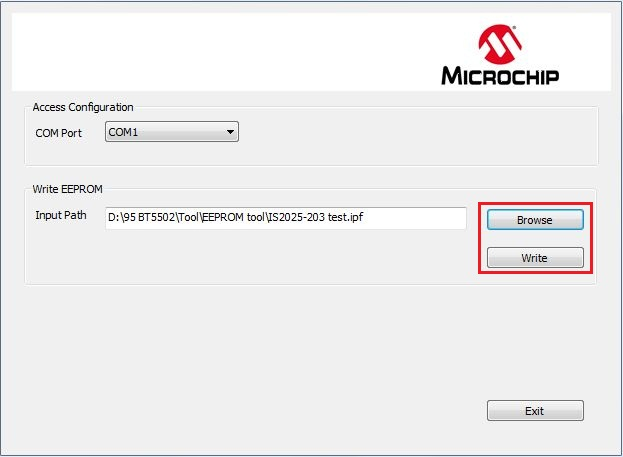 MICROCHIP
Access Configuration
COM Port COM1
Write EEPROM
Input Path D:\95 BT5502\Tool\EEPROM tool\IS2025-203 test.ipf Browse
Write
Exit